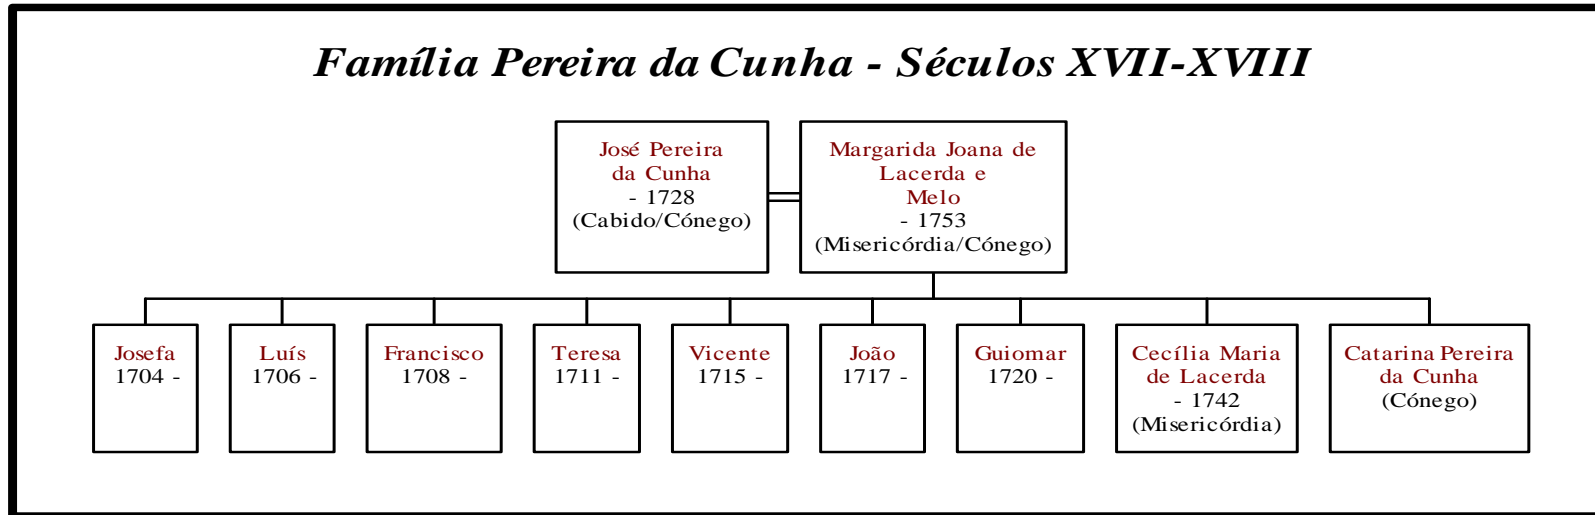 Família Pereira da Cunha - Séculos XVII-XVIII
José Pereira
da Cunha
- 1728
(Cabido/Cónego)
Margarida Joana de
Lacerda e
Melo
- 1753
(Misericórdia/Cónego)
Josefa
1704 -
Luís
1706 -
Francisco
1708 -
Teresa
1711 -
Vicente
1715 -
João
1717 -
Guiomar
1720 -
Cecília Maria
de Lacerda
- 1742
(Misericórdia)
Catarina Pereira
da Cunha
(Cónego)